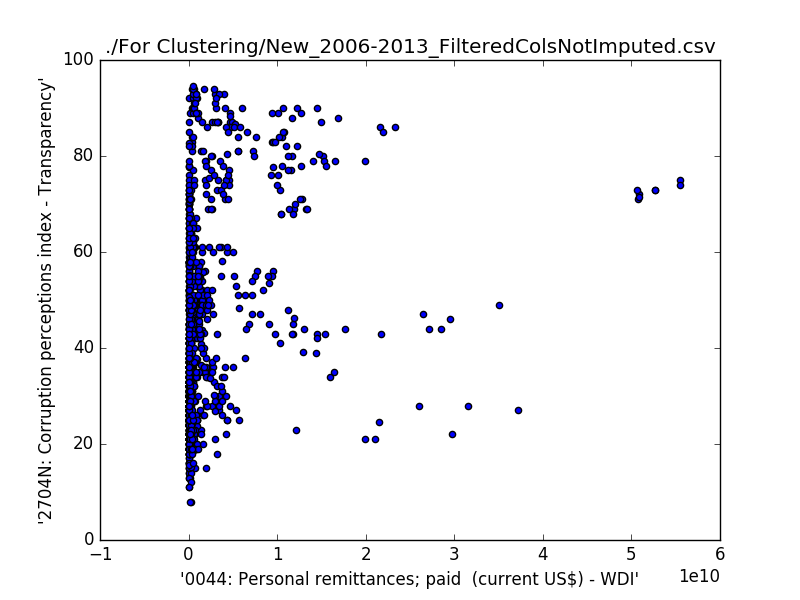 ./For Clustering/New_2006-2013_FilteredColsNotImputed.csv
100
80
60
40
20
0
'2704N: Corruption perceptions index - Transparency'
−1 0 1 2 3 4 5 6
1e10
'0044: Personal remittances; paid  (current US$) - WDI'